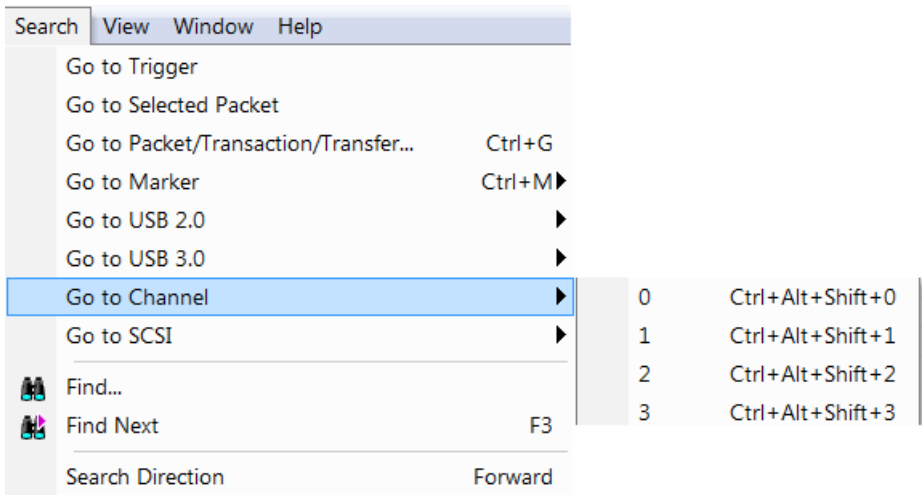 Search View Window Help
Go to Trigger
Go to Selected Packet
Go to Packet/Transaction/Transfer... Ctrl+G
Go to Marker Ctrl+M
Go to USB 2.0
Go to USB 3.0
Go to Channel 0 Ctrl+Alt+Shift+0
Go to SCSI 1 Ctrl+Alt+Shift+1
Find... 2 Ctrl+Alt+Shift+2
Find Next F3 3 Ctrl+Alt+Shift+3
Search Direction Forward